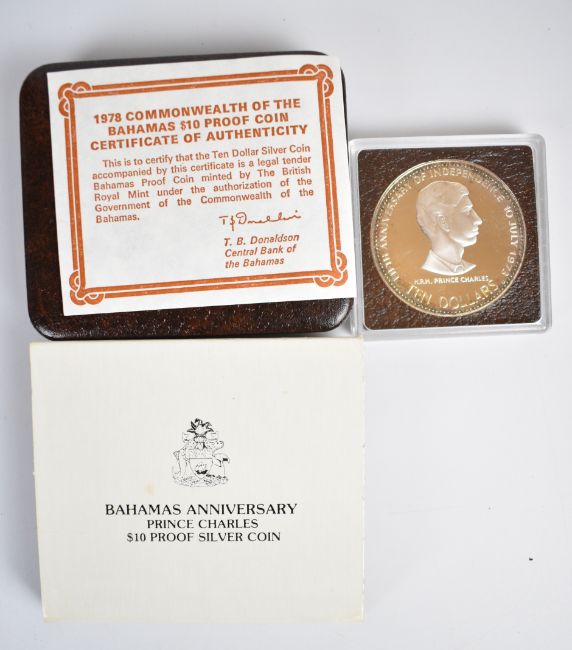 1978 COMMONWEALTH OF THE
BAHAMAS $10 PROOF COIN
CERTIFICATE OF AUTHENTICITY
This is to certify that the Ten Dollar Silver Coin
accompanied by this certificate is a legal tender
Bahamas Proof Coin minted by The British
Royal Mint under the authorization of the
Government of the Commonwealth of the
Bahamas.
T B Donaldson
T. B. Donaldson
Central Bank of
the Bahamas
ANNIVERSARY OF INDEPENDENCE 10 JULY 1973
H.R.H. PRINCE CHARLES
TEN DOLLARS
BAHAMAS ANNIVERSARY
PRINCE CHARLES
$10 PROOF SILVER COIN